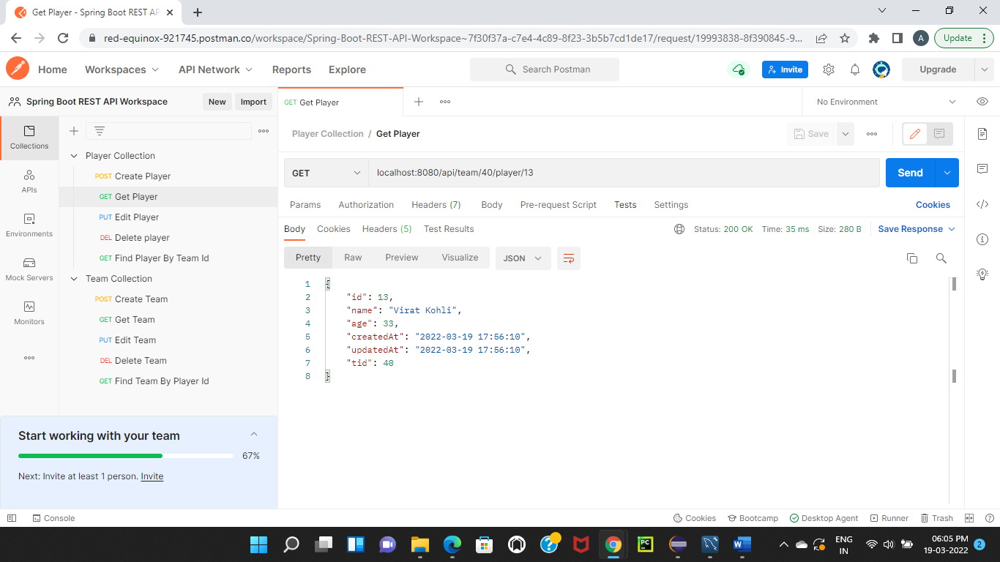 Get Player - Spring Boot REST AP
red-equinox-921745.postman.co/workspace/Spring-Boot-REST-API-Workspace~7f30f37a-c7e4-4c89-8f23-3b5b7cd1de17/request/19993838-8f390845-9...
A
Update
Home
Workspaces
API Network
Reports
Explore
Search Postman
Invite
Upgrade
Spring Boot REST API Workspace
New
Import
GET Get Player
No Environment
Collections
APIs
Environments
Mock Servers
Monitors
Player Collection
POST Create Player
GET Get Player
PUT Edit Player
DEL Delete player
GET Find Player By Team Id
Team Collection
POST Create Team
GET Get Team
PUT Edit Team
DEL Delete Team
GET Find Team By Player Id
Start working with your team
67%
Next: Invite at least 1 person. Invite
Player Collection / Get Player
Save
GET
localhost:8080/api/team/40/player/13
Send
Params Authorization Headers (7) Body Pre-request Script Tests Settings
Cookies
Body Cookies Headers (5) Test Results
Status: 200 OK Time: 35 ms Size: 280 B
Save Response
Pretty Raw Preview Visualize
JSON
1 {
2 "id": 13,
3 "name": "Virat Kohli",
4 "age": 33,
5 "createdAt": "2022-03-19 17:56:10",
6 "updatedAt": "2022-03-19 17:56:10",
7 "tid": 40
8 }
Console
Cookies
Bootcamp
Desktop Agent
Runner
Trash
PC
W
ENG
IN
06:05 PM
19-03-2022
2